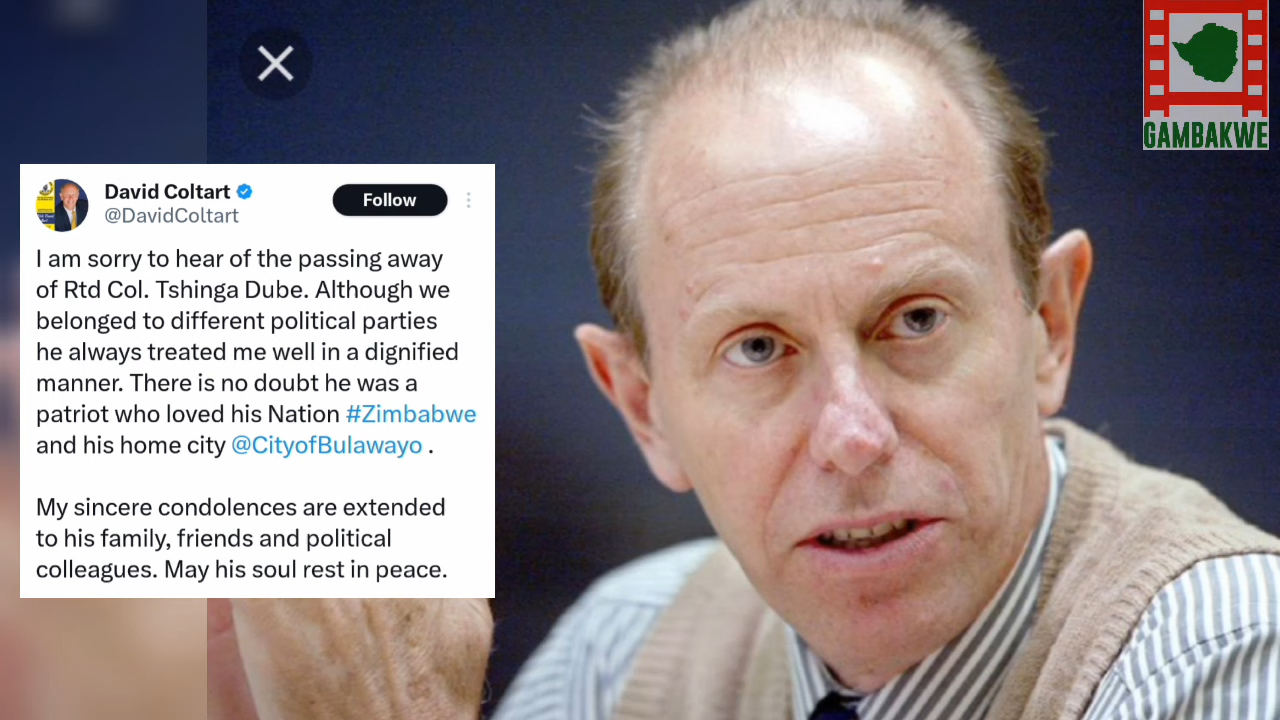 David Coltart
@DavidColtart
Follow
I am sorry to hear of the passing away
of Rtd Col. Tshinga Dube. Although we
belonged to different political parties
he always treated me well in a dignified
manner. There is no doubt he was a
patriot who loved his Nation #Zimbabwe
and his home city @CityofBulawayo .
My sincere condolences are extended
to his family, friends and political
colleagues. May his soul rest in peace.
GAMBAKWE